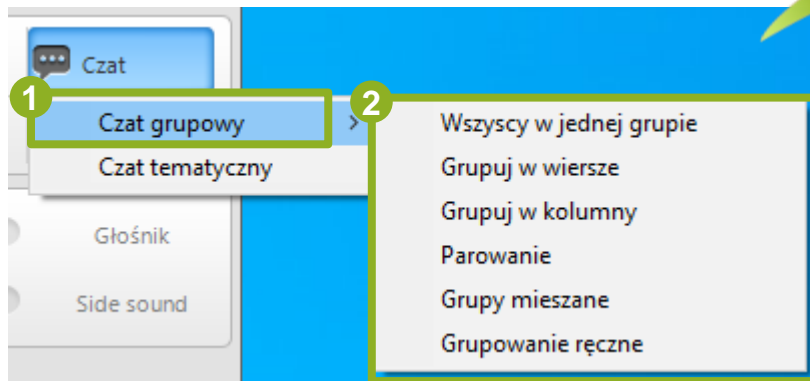 Czat
1
Czat grupowy >
Czat tematyczny
Głośnik
Side sound
2
Wszyscy w jednej grupie
Grupuj w wiersze
Grupuj w kolumny
Parowanie
Grupy mieszane
Grupowanie ręczne